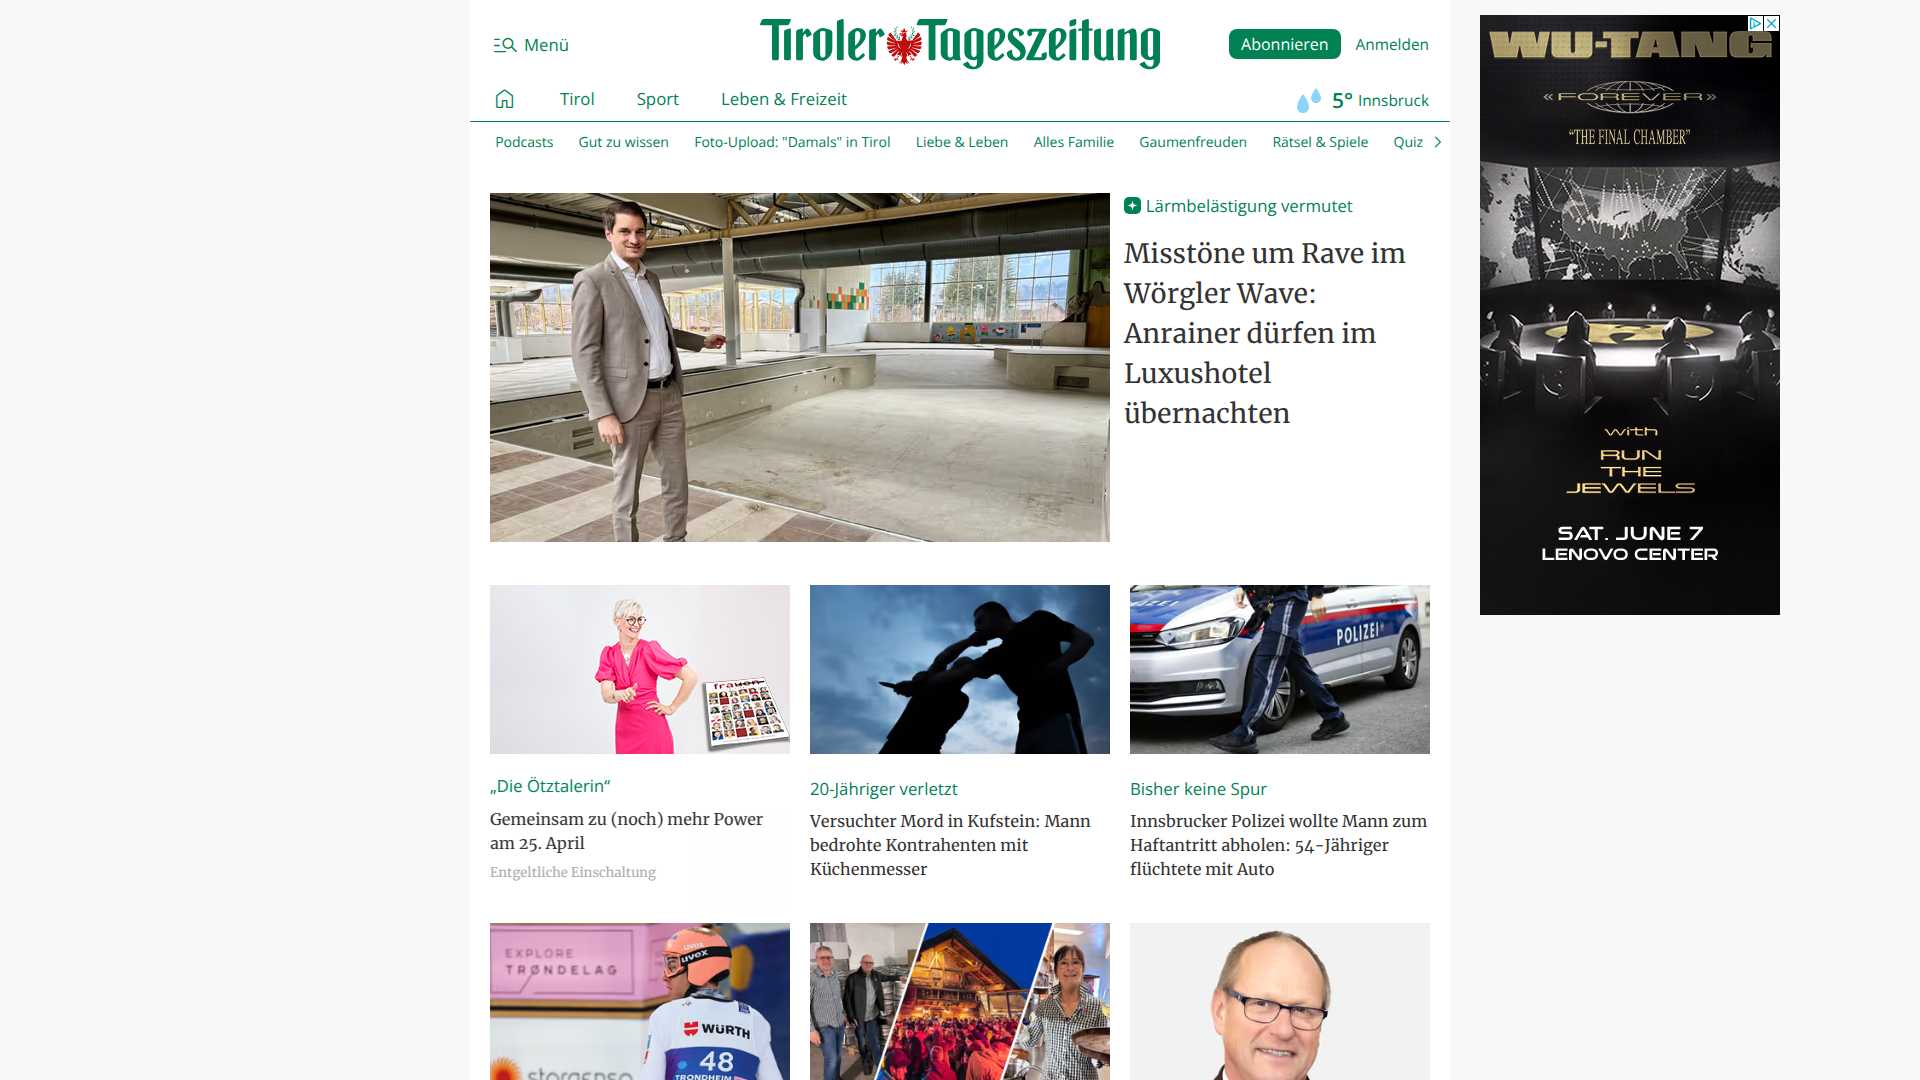 Menü
Tiroler Tageszeitung
Abonnieren
Anmelden
Tirol
Sport
Leben & Freizeit
5° Innsbruck
Podcasts
Gut zu wissen
Foto-Upload: "Damals" in Tirol
Liebe & Leben
Alles Familie
Gaumenfreuden
Rätsel & Spiele
Quiz
Lärmbelästigung vermutet
Misstöne um Rave im
Wörgler Wave:
Anrainer dürfen im
Luxushotel
übernachten
WU-TANG
«FOREVER»
"THE FINAL CHAMBER"
with
RUN
THE
JEWELS
SAT. JUNE 7
LENOVO CENTER
frauen
POLIZEI
„Die Ötztalerin“
Gemeinsam zu (noch) mehr Power
am 25. April
Entgeltliche Einschaltung
20-Jähriger verletzt
Versuchter Mord in Kufstein: Mann
bedrohte Kontrahenten mit
Küchenmesser
Bisher keine Spur
Innsbrucker Polizei wollte Mann zum
Haftantritt abholen: 54-Jähriger
flüchtete mit Auto
EXPLORE
TRØNDELAG
uvex
WÜRTH
48
TRONDHEIM